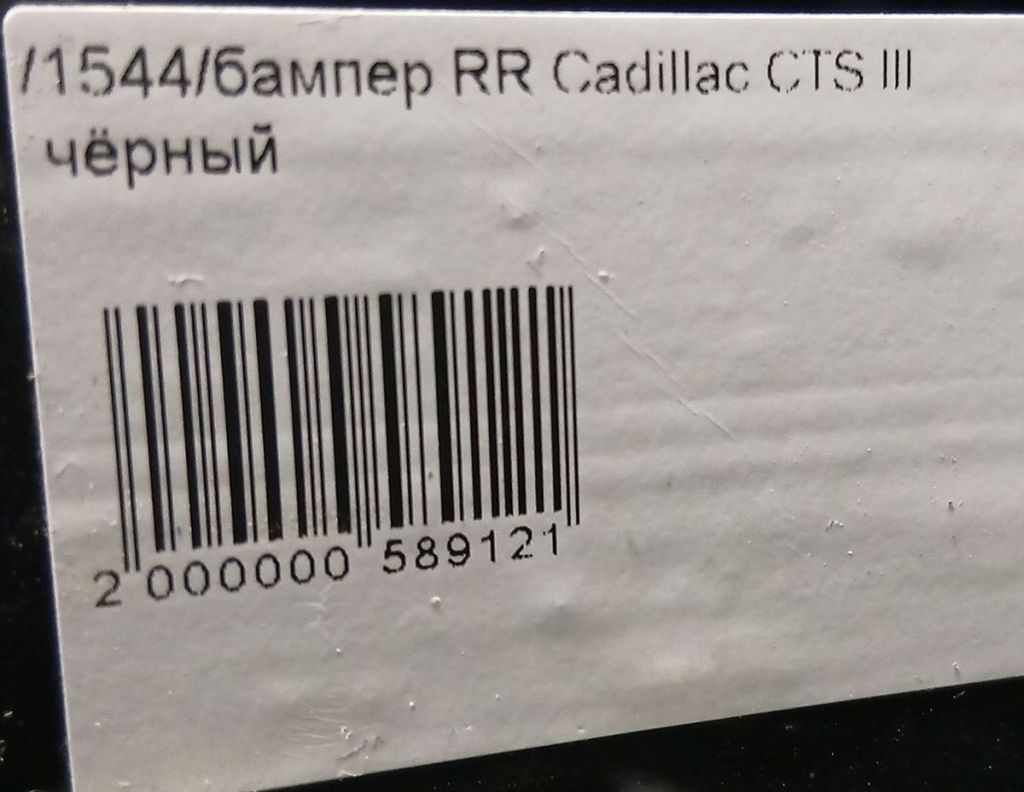 /1544/бампер RR Cadillac CTS III
чёрный
2 000000 589121